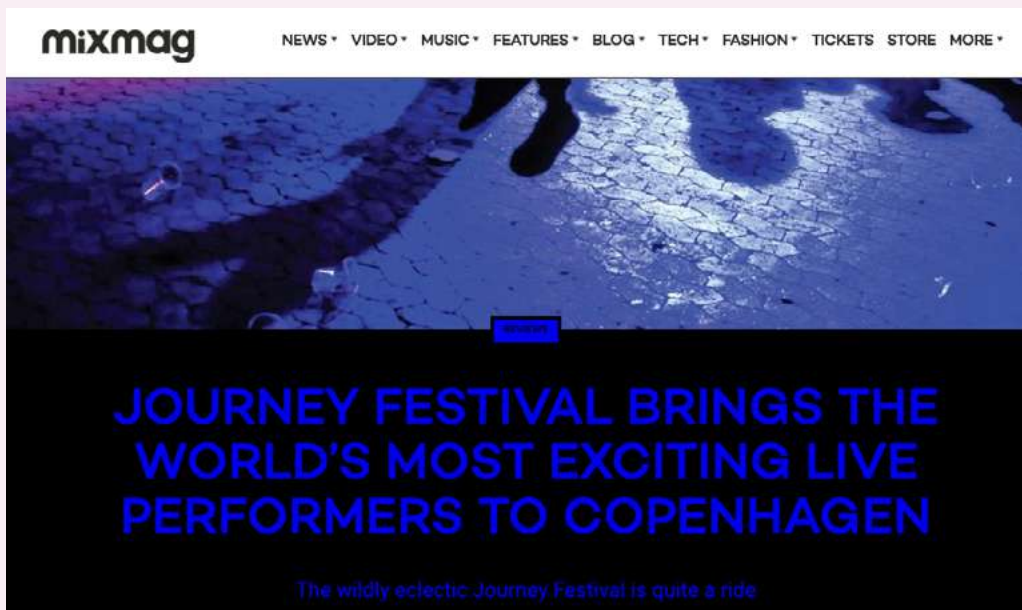 mixmag
NEWS VIDEO MUSIC FEATURES BLOG TECH FASHION TICKETS STORE MORE
JOURNEY FESTIVAL BRINGS THE
WORLD'S MOST EXCITING LIVE
PERFORMERS TO COPENHAGEN
The wildly eclectic Journey Festival is quite a ride